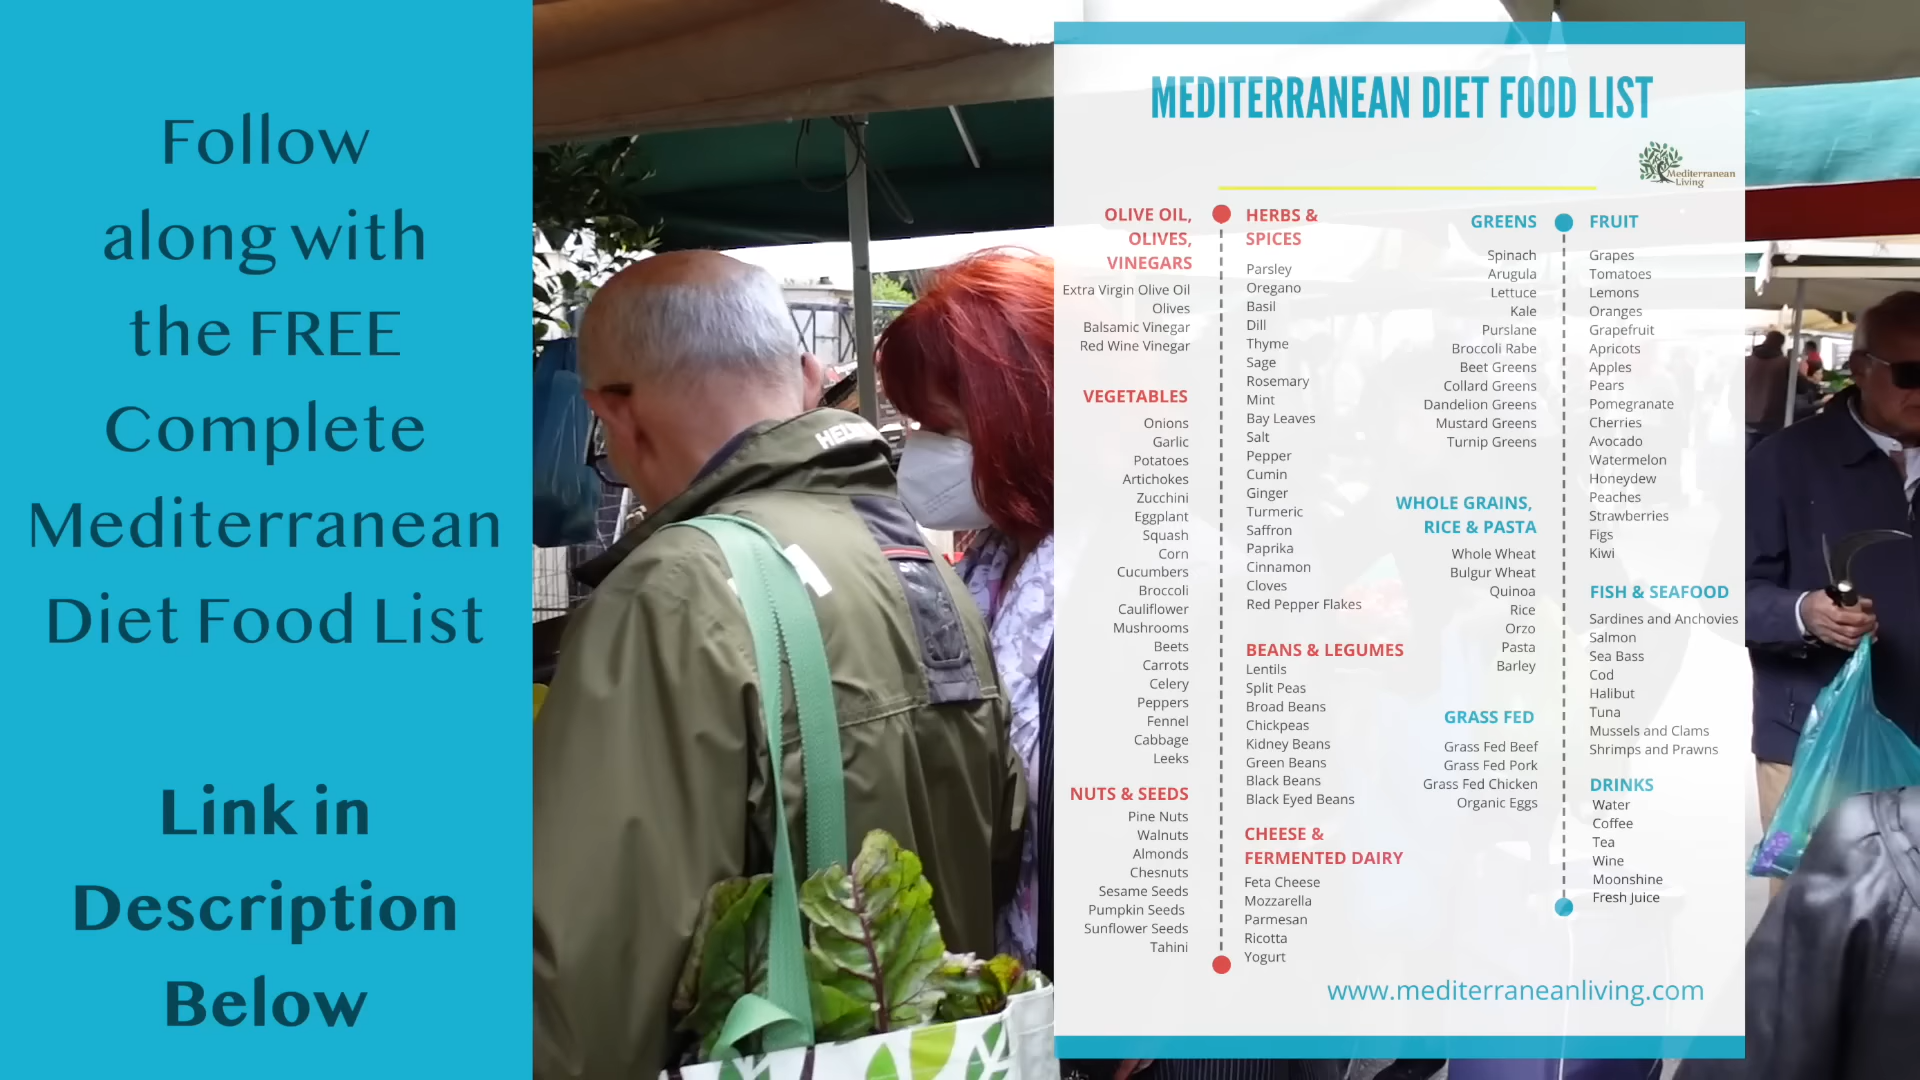 Follow
along with
the FREE
Complete
Mediterranean
Diet Food List
Link in
Description
Below
HEL
MEDITERRANEAN DIET FOOD LIST
Mediterranean
Living
OLIVE OIL,
OLIVES,
VINEGARS
Extra Virgin Olive Oil
Olives
Balsamic Vinegar
Red Wine Vinegar
VEGETABLES
Onions
Garlic
Potatoes
Artichokes
Zucchini
Eggplant
Squash
Corn
Cucumbers
Broccoli
Cauliflower
Mushrooms
Beets
Carrots
Celery
Peppers
Fennel
Cabbage
Leeks
NUTS & SEEDS
Pine Nuts
Walnuts
Almonds
Chesnuts
Sesame Seeds
Pumpkin Seeds
Sunflower Seeds
Tahini
HERBS &
SPICES
Parsley
Oregano
Basil
Dill
Thyme
Sage
Rosemary
Mint
Bay Leaves
Salt
Pepper
Cumin
Ginger
Turmeric
Saffron
Paprika
Cinnamon
Cloves
Red Pepper Flakes
BEANS & LEGUMES
Lentils
Split Peas
Broad Beans
Chickpeas
Kidney Beans
Green Beans
Black Beans
Black Eyed Beans
CHEESE &
FERMENTED DAIRY
Feta Cheese
Mozzarella
Parmesan
Ricotta
Yogurt
GREENS
Spinach
Arugula
Lettuce
Kale
Purslane
Broccoli Rabe
Beet Greens
Collard Greens
Dandelion Greens
Mustard Greens
Turnip Greens
WHOLE GRAINS,
RICE & PASTA
Whole Wheat
Bulgur Wheat
Quinoa
Rice
Orzo
Pasta
Barley
GRASS FED
Grass Fed Beef
Grass Fed Pork
Grass Fed Chicken
Organic Eggs
FRUIT
Grapes
Tomatoes
Lemons
Oranges
Grapefruit
Apricots
Apples
Pears
Pomegranate
Cherries
Avocado
Watermelon
Honeydew
Peaches
Strawberries
Figs
Kiwi
FISH & SEAFOOD
Sardines and Anchovies
Salmon
Sea Bass
Cod
Halibut
Tuna
Mussels and Clams
Shrimps and Prawns
DRINKS
Water
Coffee
Tea
Wine
Moonshine
Fresh Juice
www.mediterraneanliving.com